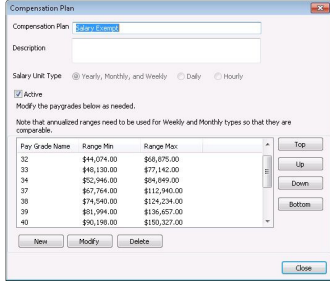 Compensation Plan
Compensation Plan Salary Exempt
Description
Salary Unit Type Yearly, Monthly, and Weekly Daily Hourly
Active
Modify the paygrades below as needed.
Note that annualized ranges need to be used for Weekly and Monthly types so that they are
comparable.
Pay Grade Name Range Min Range Max
32 $44,074.00 $68,875.00
33 $48,130.00 $77,142.00
34 $52,946.00 $84,849.00
37 $67,764.00 $112,940.00
38 $74,540.00 $124,234.00
39 $81,994.00 $136,657.00
40 $90,198.00 $150,327.00
Top
Up
Down
Bottom
New Modify Delete
Close